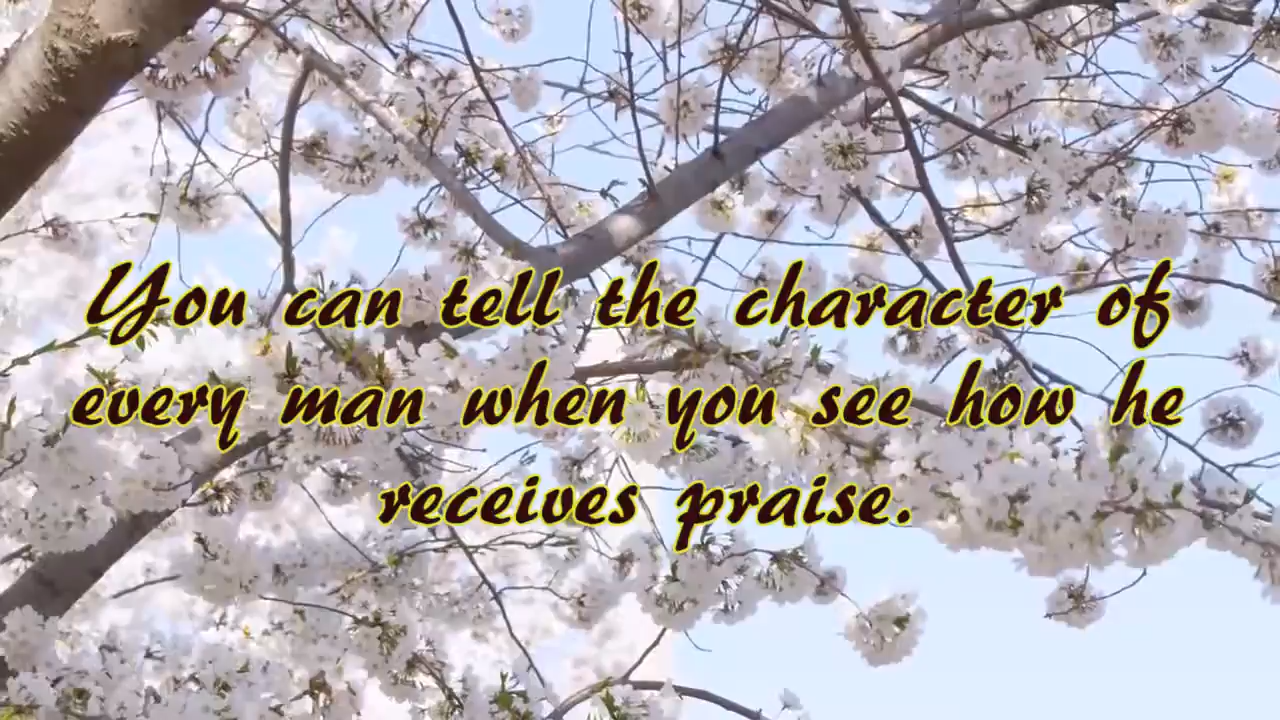 You can tell the character of
every man when you see how he
receives praise.